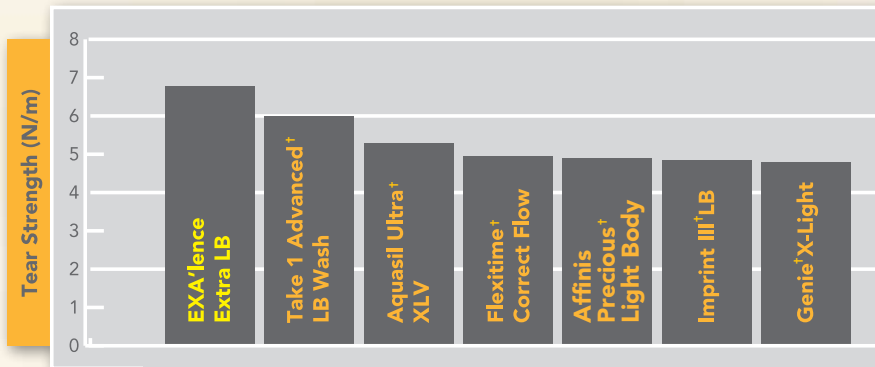 Tear Strength (N/m)
8
7
6
5
4
3
2
1
0
EXA'lence
Extra LB
Take 1 Advanced†
LB Wash
Aquasil Ultra†
XLV
Flexitime†
Correct Flow
Affinis
Precious†
Light Body
Imprint III†LB
Genie†X-Light